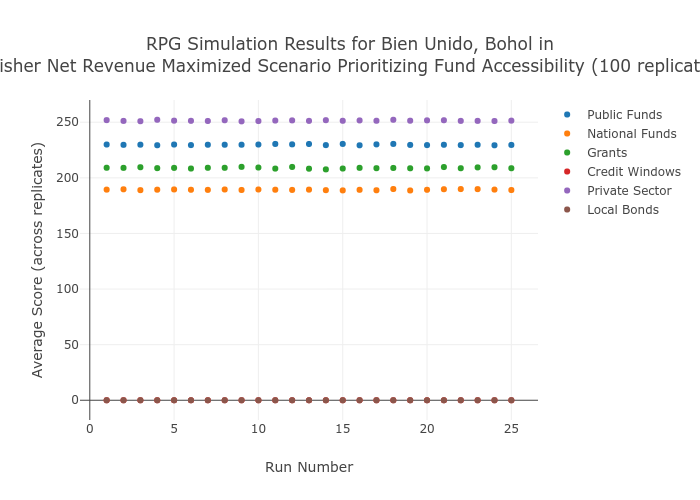 RPG Simulation Results for Bien Unido, Bohol in
Net Revenue Maximized Scenario Prioritizing Fund Accessibility (100
250
200
150
100
50
0
0 5 10 15 20 25
Average Score (across replicates)
Run Number
Public Funds
National Funds
Grants
Credit Windows
Private Sector
Local Bonds